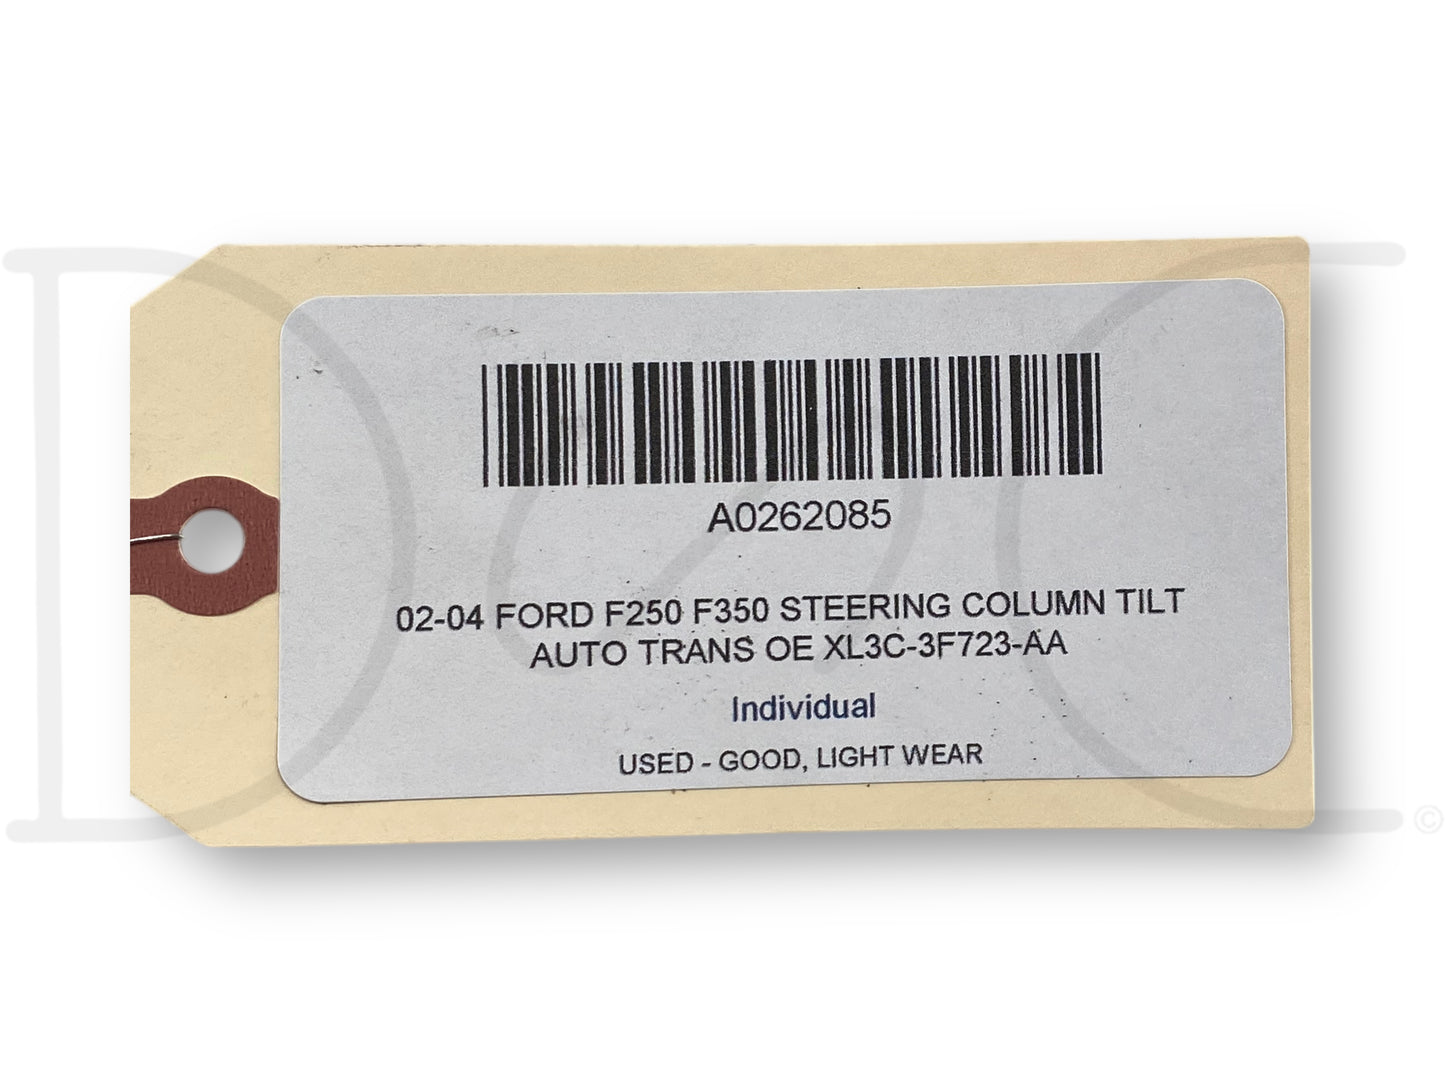 A0262085
02-04 FORD F250 F350 STEERING COLUMN TILT
AUTO TRANS OE XL3C-3F723-AA
Individual
USED - GOOD, LIGHT WEAR
©